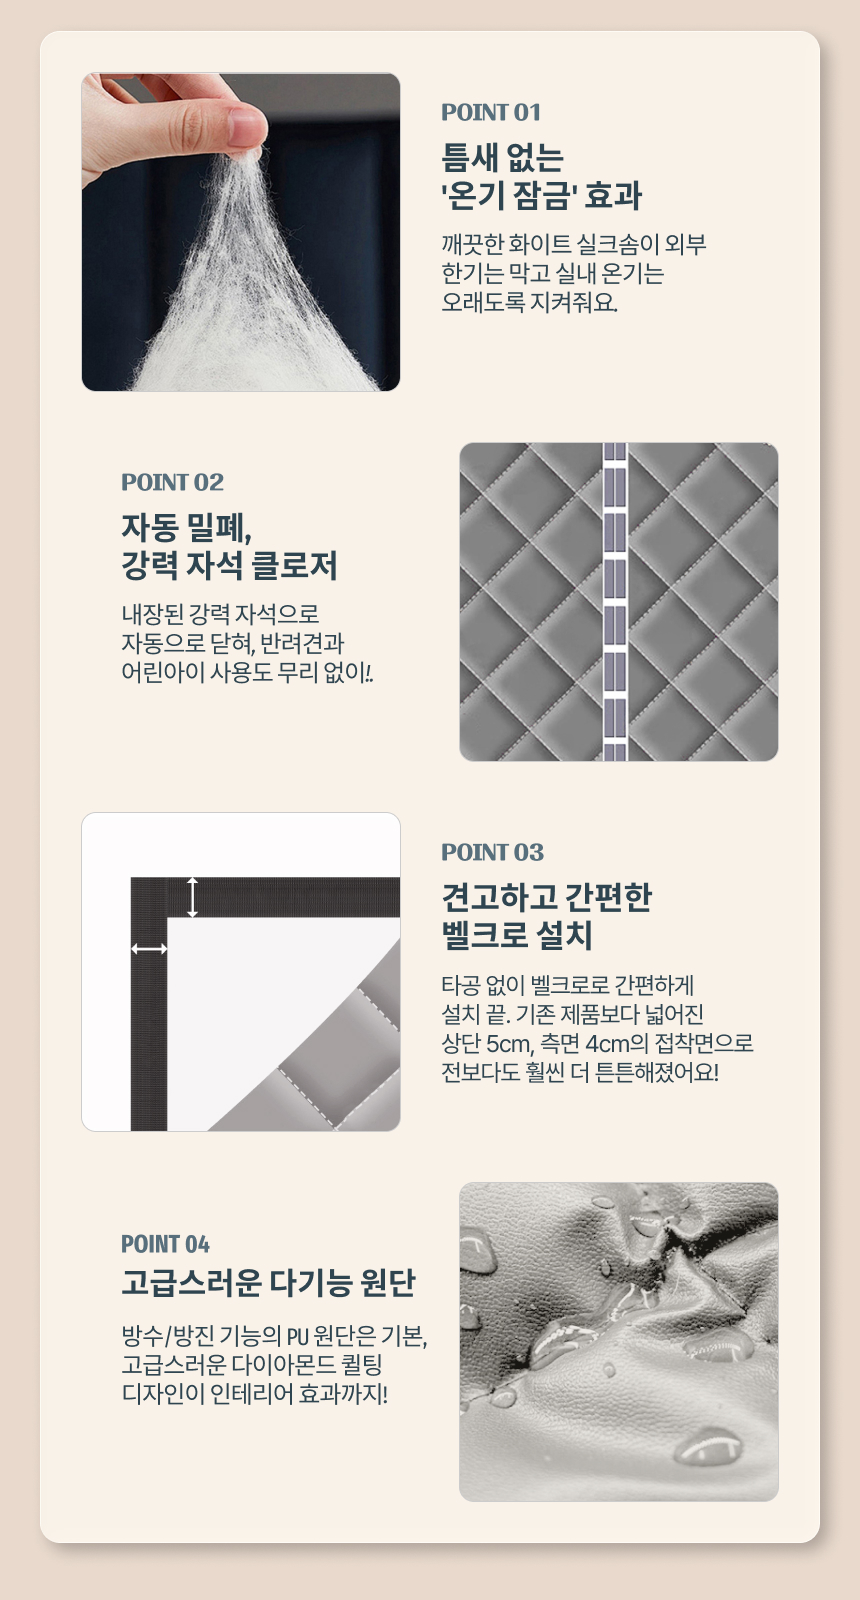 POINT 01
틈새 없는
'온기 잠금' 효과
깨끗한 화이트 실크솜이 외부
한기는 막고 실내 온기는
오래도록 지켜줘요.
POINT 02
자동 밀폐,
강력 자석 클로저
내장된 강력 자석으로
자동으로 닫혀, 반려견과
어린아이 사용도 무리 없이!.
POINT 03
견고하고 간편한
벨크로 설치
타공 없이 벨크로로 간편하게
설치 끝. 기존 제품보다 넓어진
상단 5cm, 측면 4cm의 접착면으로
전보다도 훨씬 더 튼튼해졌어요!
POINT 04
고급스러운 다기능 원단
방수/방진 기능의 PU 원단은 기본,
고급스러운 다이아몬드 퀼팅
디자인이 인테리어 효과까지!